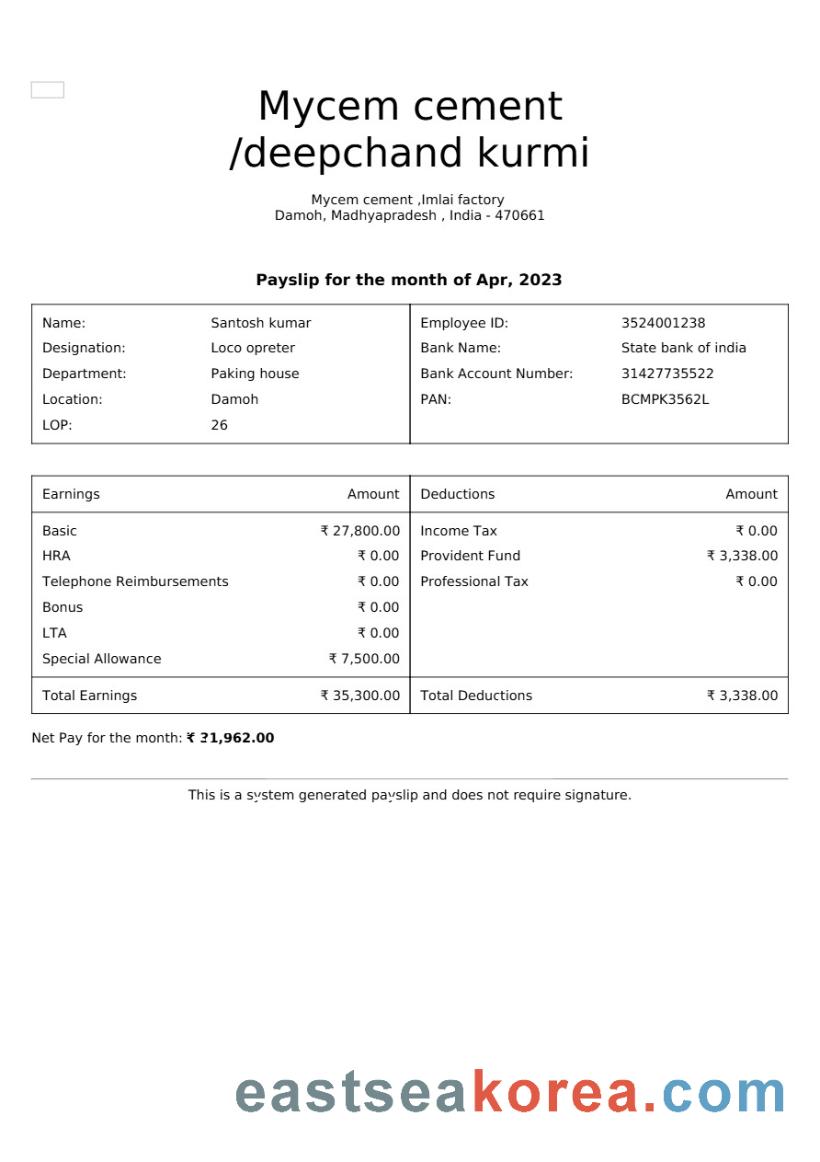 Mycem cement
/deepchand kurmi
Mycem cement ,Imlai factory
Damoh, Madhyapradesh , India - 470661
Payslip for the month of Apr, 2023
Name: Santosh kumar Employee ID: 3524001238
Designation: Loco opreter Bank Name: State bank of india
Department: Paking house Bank Account Number: 31427735522
Location: Damoh PAN: BCMPK3562L
LOP: 26
Earnings Amount Deductions Amount
Basic ₹ 27,800.00 Income Tax ₹ 0.00
HRA ₹ 0.00 Provident Fund ₹ 3,338.00
Telephone Reimbursements ₹ 0.00 Professional Tax ₹ 0.00
Bonus ₹ 0.00
LTA ₹ 0.00
Special Allowance ₹ 7,500.00
Total Earnings ₹ 35,300.00 Total Deductions ₹ 3,338.00
Net Pay for the month: ₹ 31,962.00
This is a system generated payslip and does not require signature.
eastseakorea.com